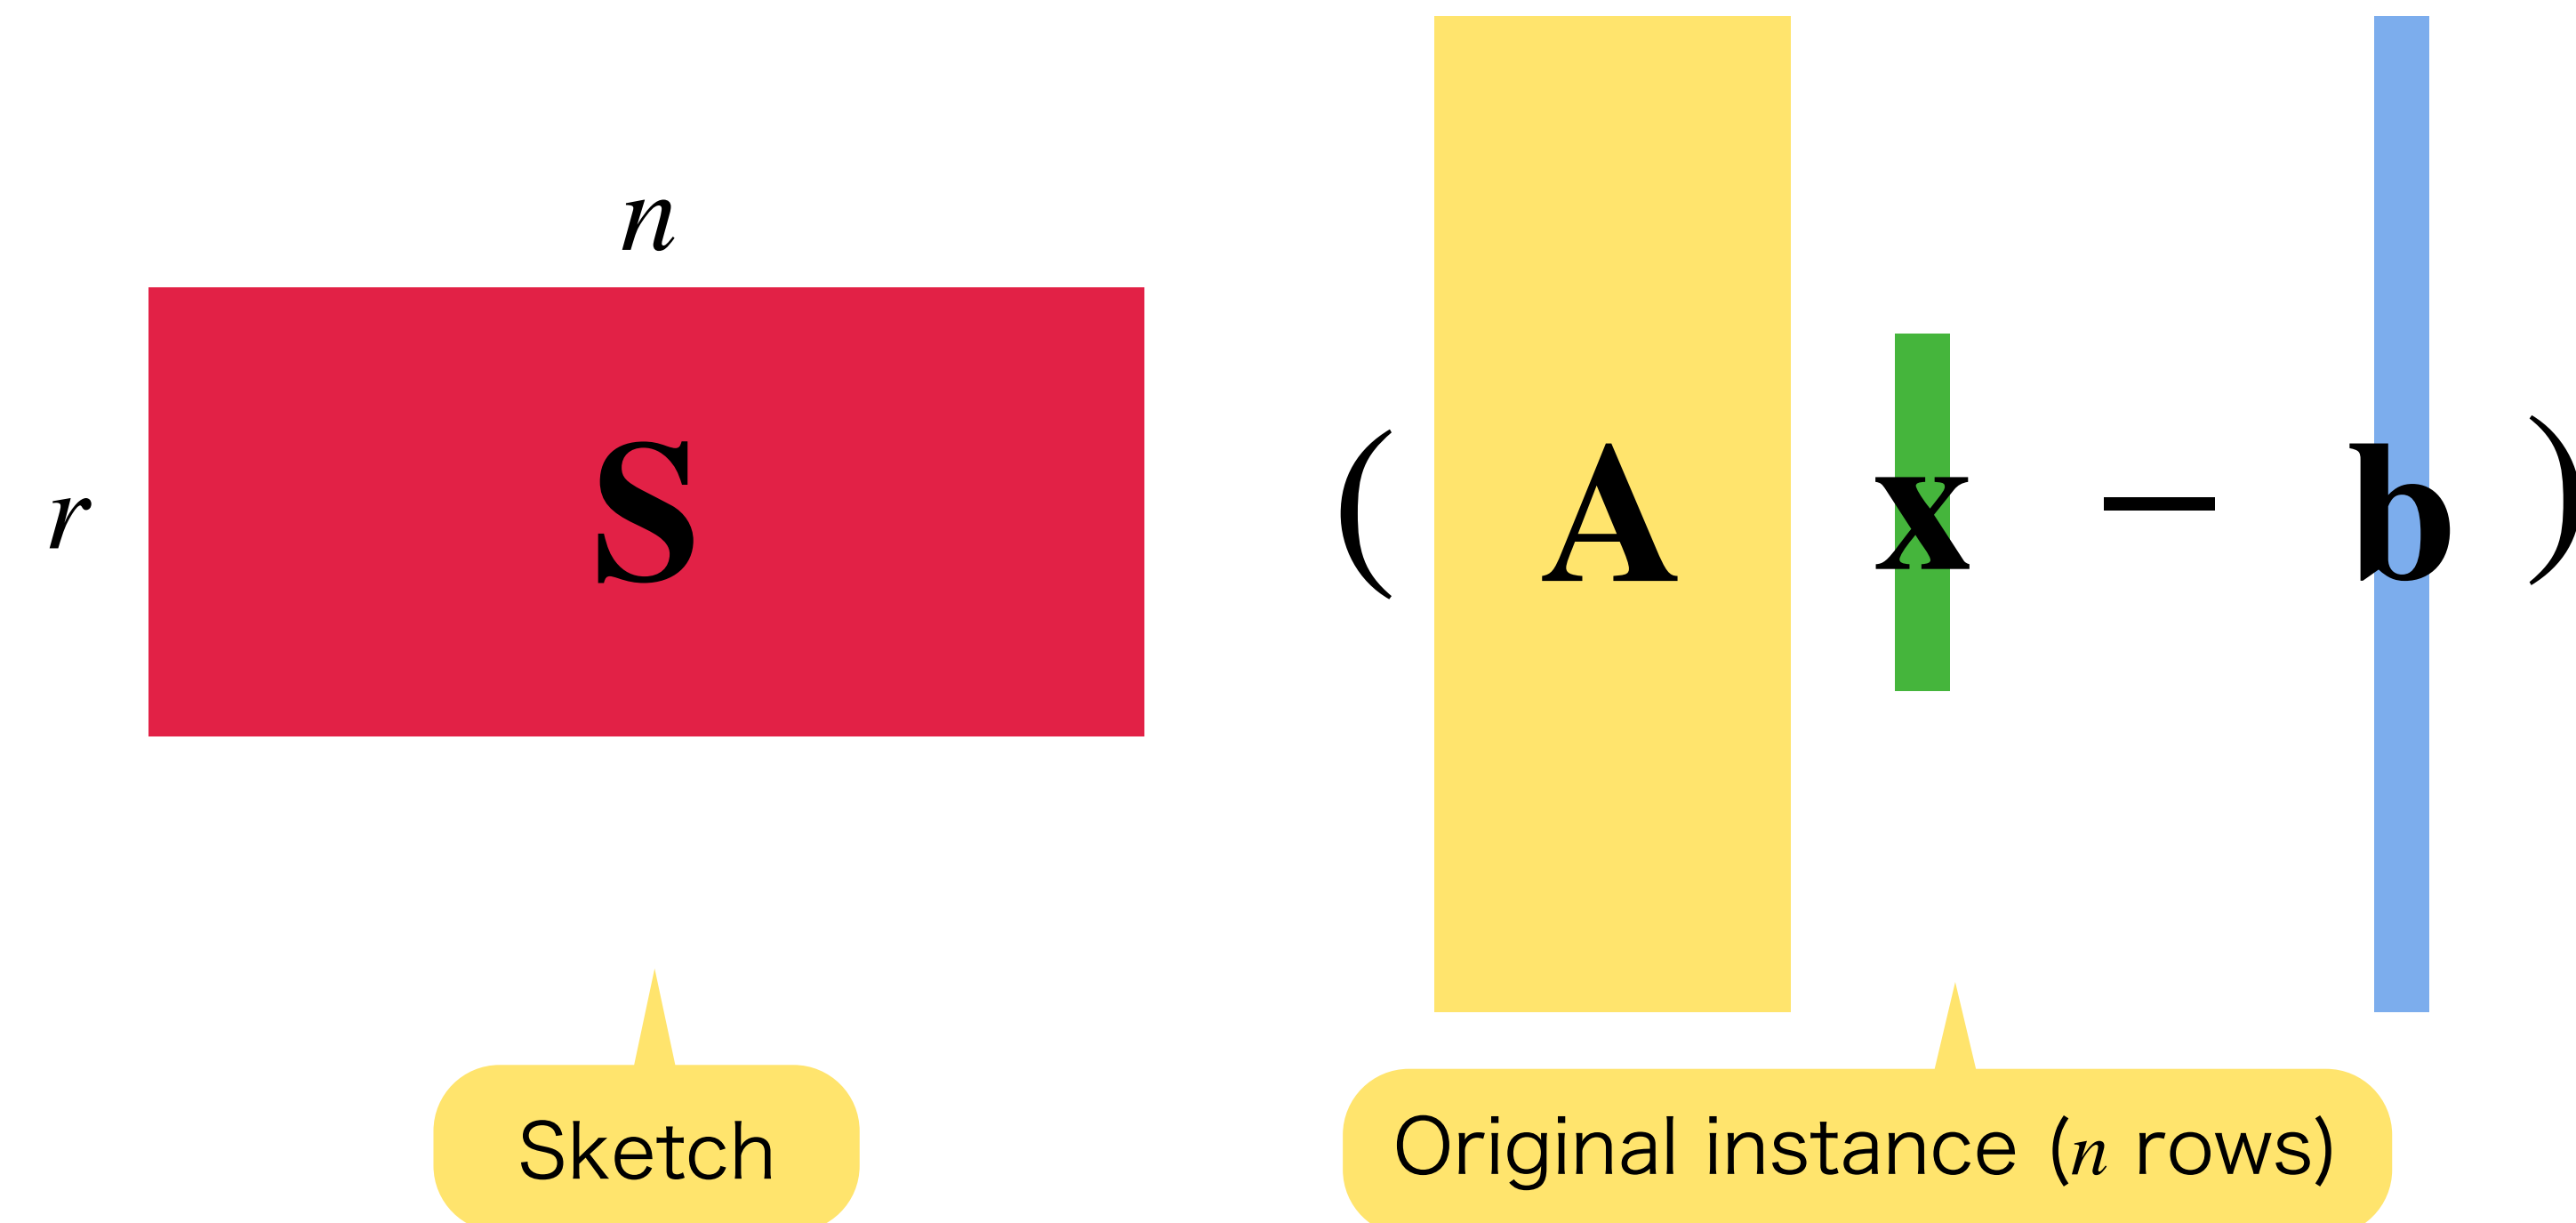 n
r S ( A x − b )
Sketch
Original instance (n rows)